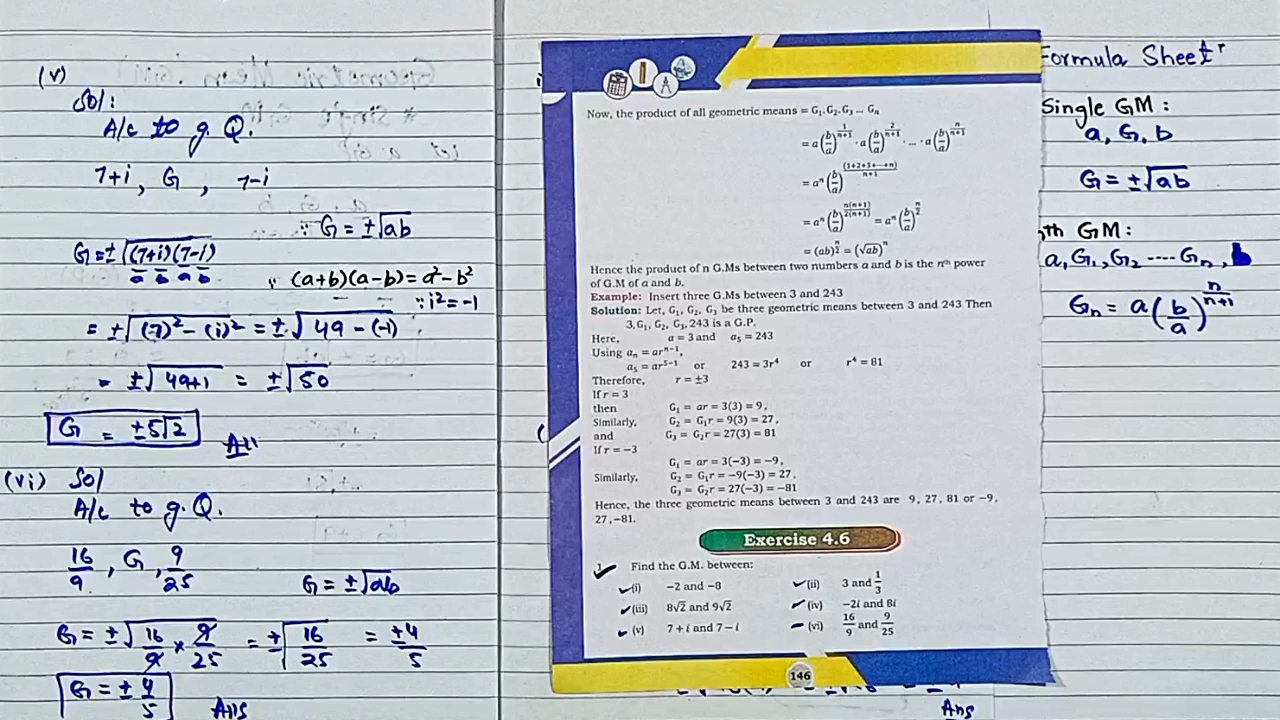 (v)
Sol:
A/c to g. Q.
7+i , G , 7-i
∵ G = ±√ab
G = ±√(7+i)(7-i)
a b a b
∵ (a+b)(a-b) = a² - b²
∵ i² = -1
= ±√(7)² - (i)² = ±√49 - (-1)
= ±√49+1 = ±√50
G = ±5√2
(vi) Sol
A/c to g. Q.
16/9 , G , 9/25
G = ±√ab
G = ±√16/9 × 9/25 = ±√16/25 = ±4/5
G = ±4/5 Ans
Now, the product of all geometric means = G₁.G₂.G₃ … Gₙ
= a(b/a)^(1/(n+1)) · a(b/a)^(2/(n+1)) · … · a(b/a)^(n/(n+1))
= aⁿ(b/a)^((1+2+3+⋯+n)/(n+1))
= aⁿ(b/a)^(n(n+1)/2(n+1)) = aⁿ(b/a)^(n/2)
= (ab)^(n/2) = (√ab)ⁿ
Hence the product of n G.Ms between two numbers a and b is the nᵗʰ power
of G.M of a and b.
Example: Insert three G.Ms between 3 and 243
Solution: Let, G₁, G₂, G₃ be three geometric means between 3 and 243 Then
3, G₁, G₂, G₃, 243 is a G.P.
Here, a = 3 and a₅ = 243
Using aₙ = arⁿ⁻¹,
a₅ = ar⁵⁻¹ or 243 = 3r⁴ or r⁴ = 81
Therefore, r = ±3
If r = 3
then G₁ = ar = 3(3) = 9,
Similarly, G₂ = G₁r = 9(3) = 27,
and G₃ = G₂r = 27(3) = 81
If r = −3
G₁ = ar = 3(−3) = −9,
Similarly, G₂ = G₁r = −9(−3) = 27,
G₃ = G₂r = 27(−3) = −81
Hence, the three geometric means between 3 and 243 are 9, 27, 81 or −9,
27, −81.
Exercise 4.6
1. Find the G.M. between:
(i) −2 and −8 (ii) 3 and 1/3
(iii) 8√2 and 9√2 (iv) −2i and 8i
(v) 7 + i and 7 − i (vi) 16/9 and 9/25
146
Ans
Formula Sheet
Single GM :
a, G, b
G = ±√ab
nth GM :
a, G₁, G₂ ---- Gₙ, b
Gₙ = a(b/a)^(n/(n+1))